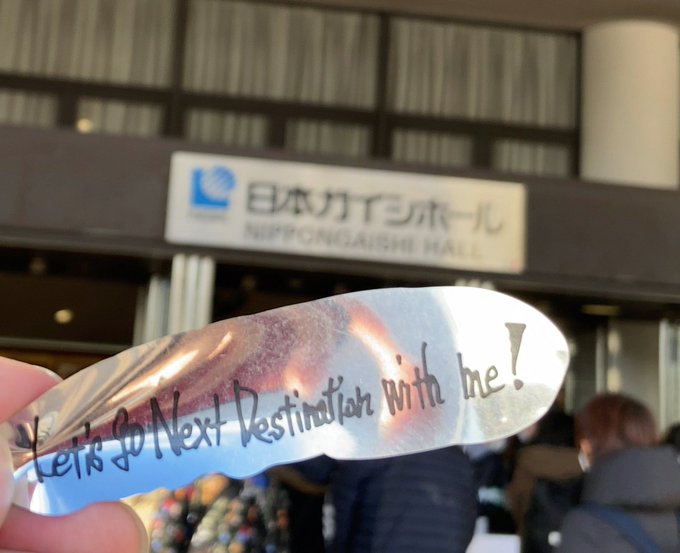 日本ガイシホール
NIPPONGAISHI HALL
Let's go Next Destination with me!